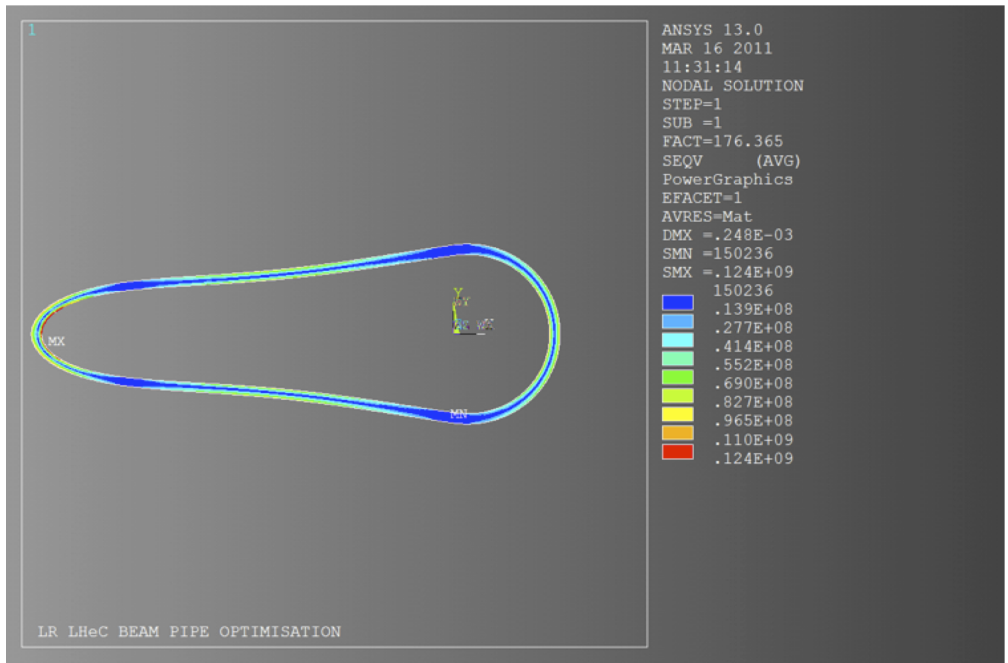 1
ANSYS 13.0
MAR 16 2011
11:31:14
NODAL SOLUTION
STEP=1
SUB =1
FACT=176.365
SEQV (AVG)
PowerGraphics
EFACET=1
AVRES=Mat
DMX =.248E-03
SMN =150236
SMX =.124E+09
150236
.139E+08
.277E+08
.414E+08
.552E+08
.690E+08
.827E+08
.965E+08
.110E+09
.124E+09
Y
MX
MN
LR LHeC BEAM PIPE OPTIMISATION